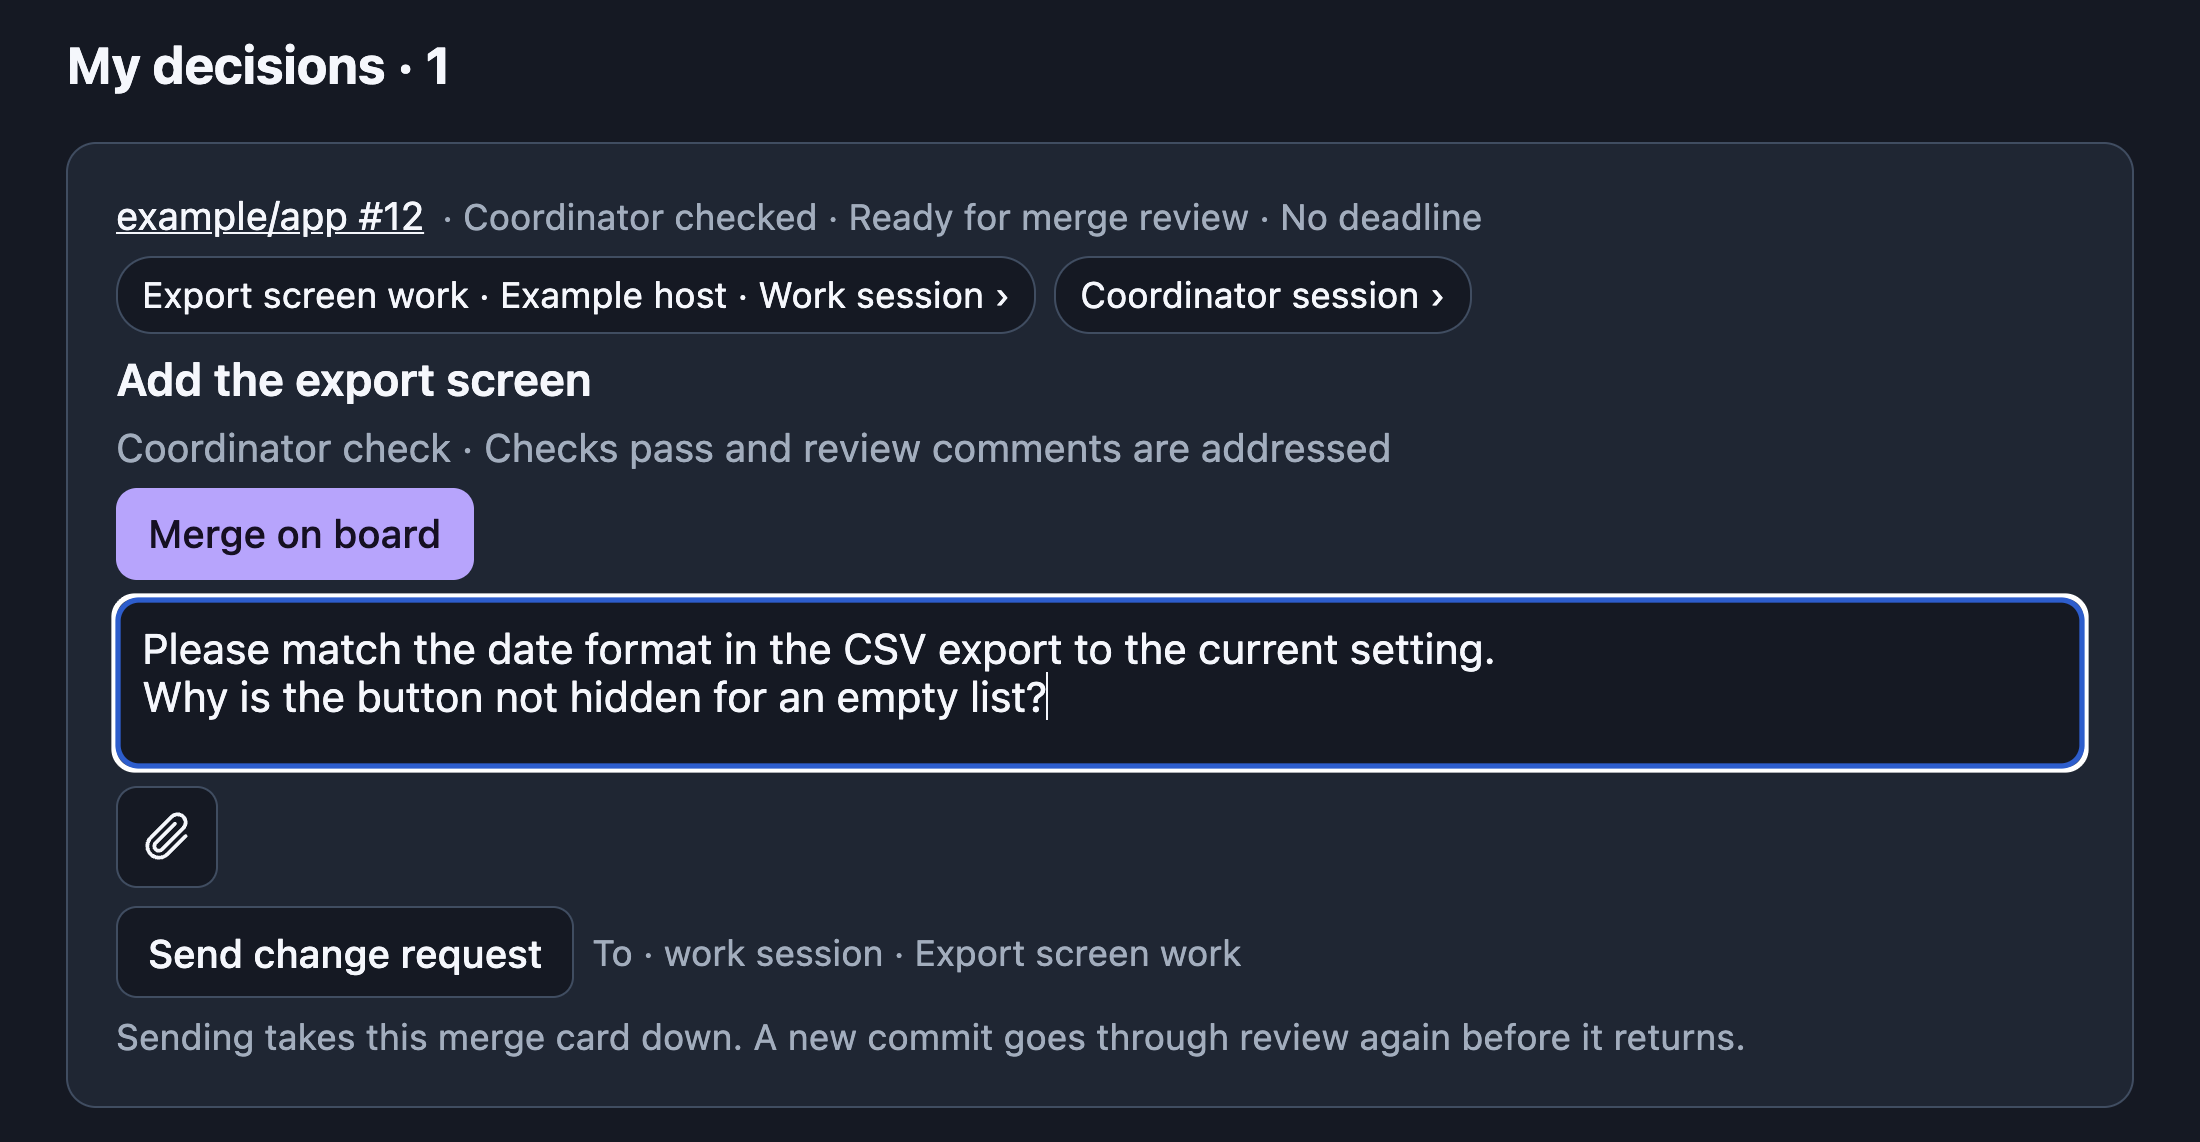 My decisions · 1
example/app #12 · Coordinator checked · Ready for merge review · No deadline
Export screen work · Example host · Work session › Coordinator session ›
Add the export screen
Coordinator check · Checks pass and review comments are addressed
Merge on board
Please match the date format in the CSV export to the current setting.
Why is the button not hidden for an empty list?
Send change request To · work session · Export screen work
Sending takes this merge card down. A new commit goes through review again before it returns.